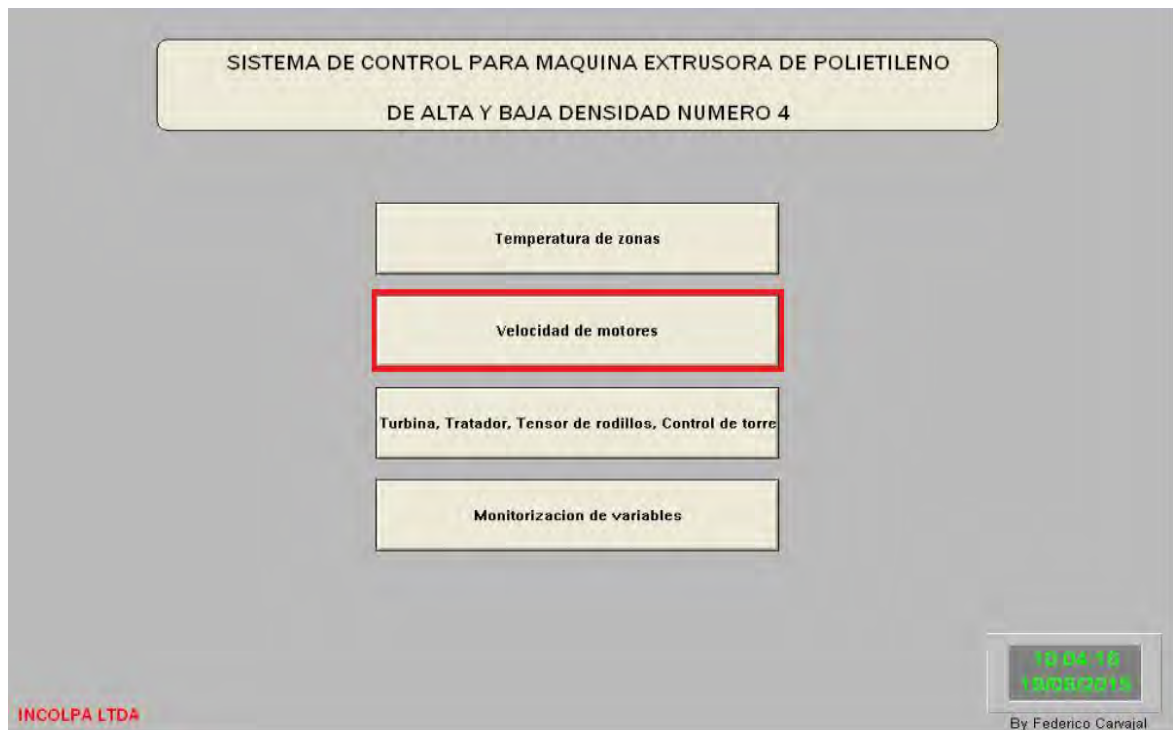 SISTEMA DE CONTROL PARA MAQUINA EXTRUSORA DE POLIETILENO
DE ALTA Y BAJA DENSIDAD NUMERO 4
Temperatura de zonas
Velocidad de motores
Turbina, Tratador, Tensor de rodillos, Control de torre
Monitorizacion de variables
INCOLPA LTDA
By Federico Carvajal